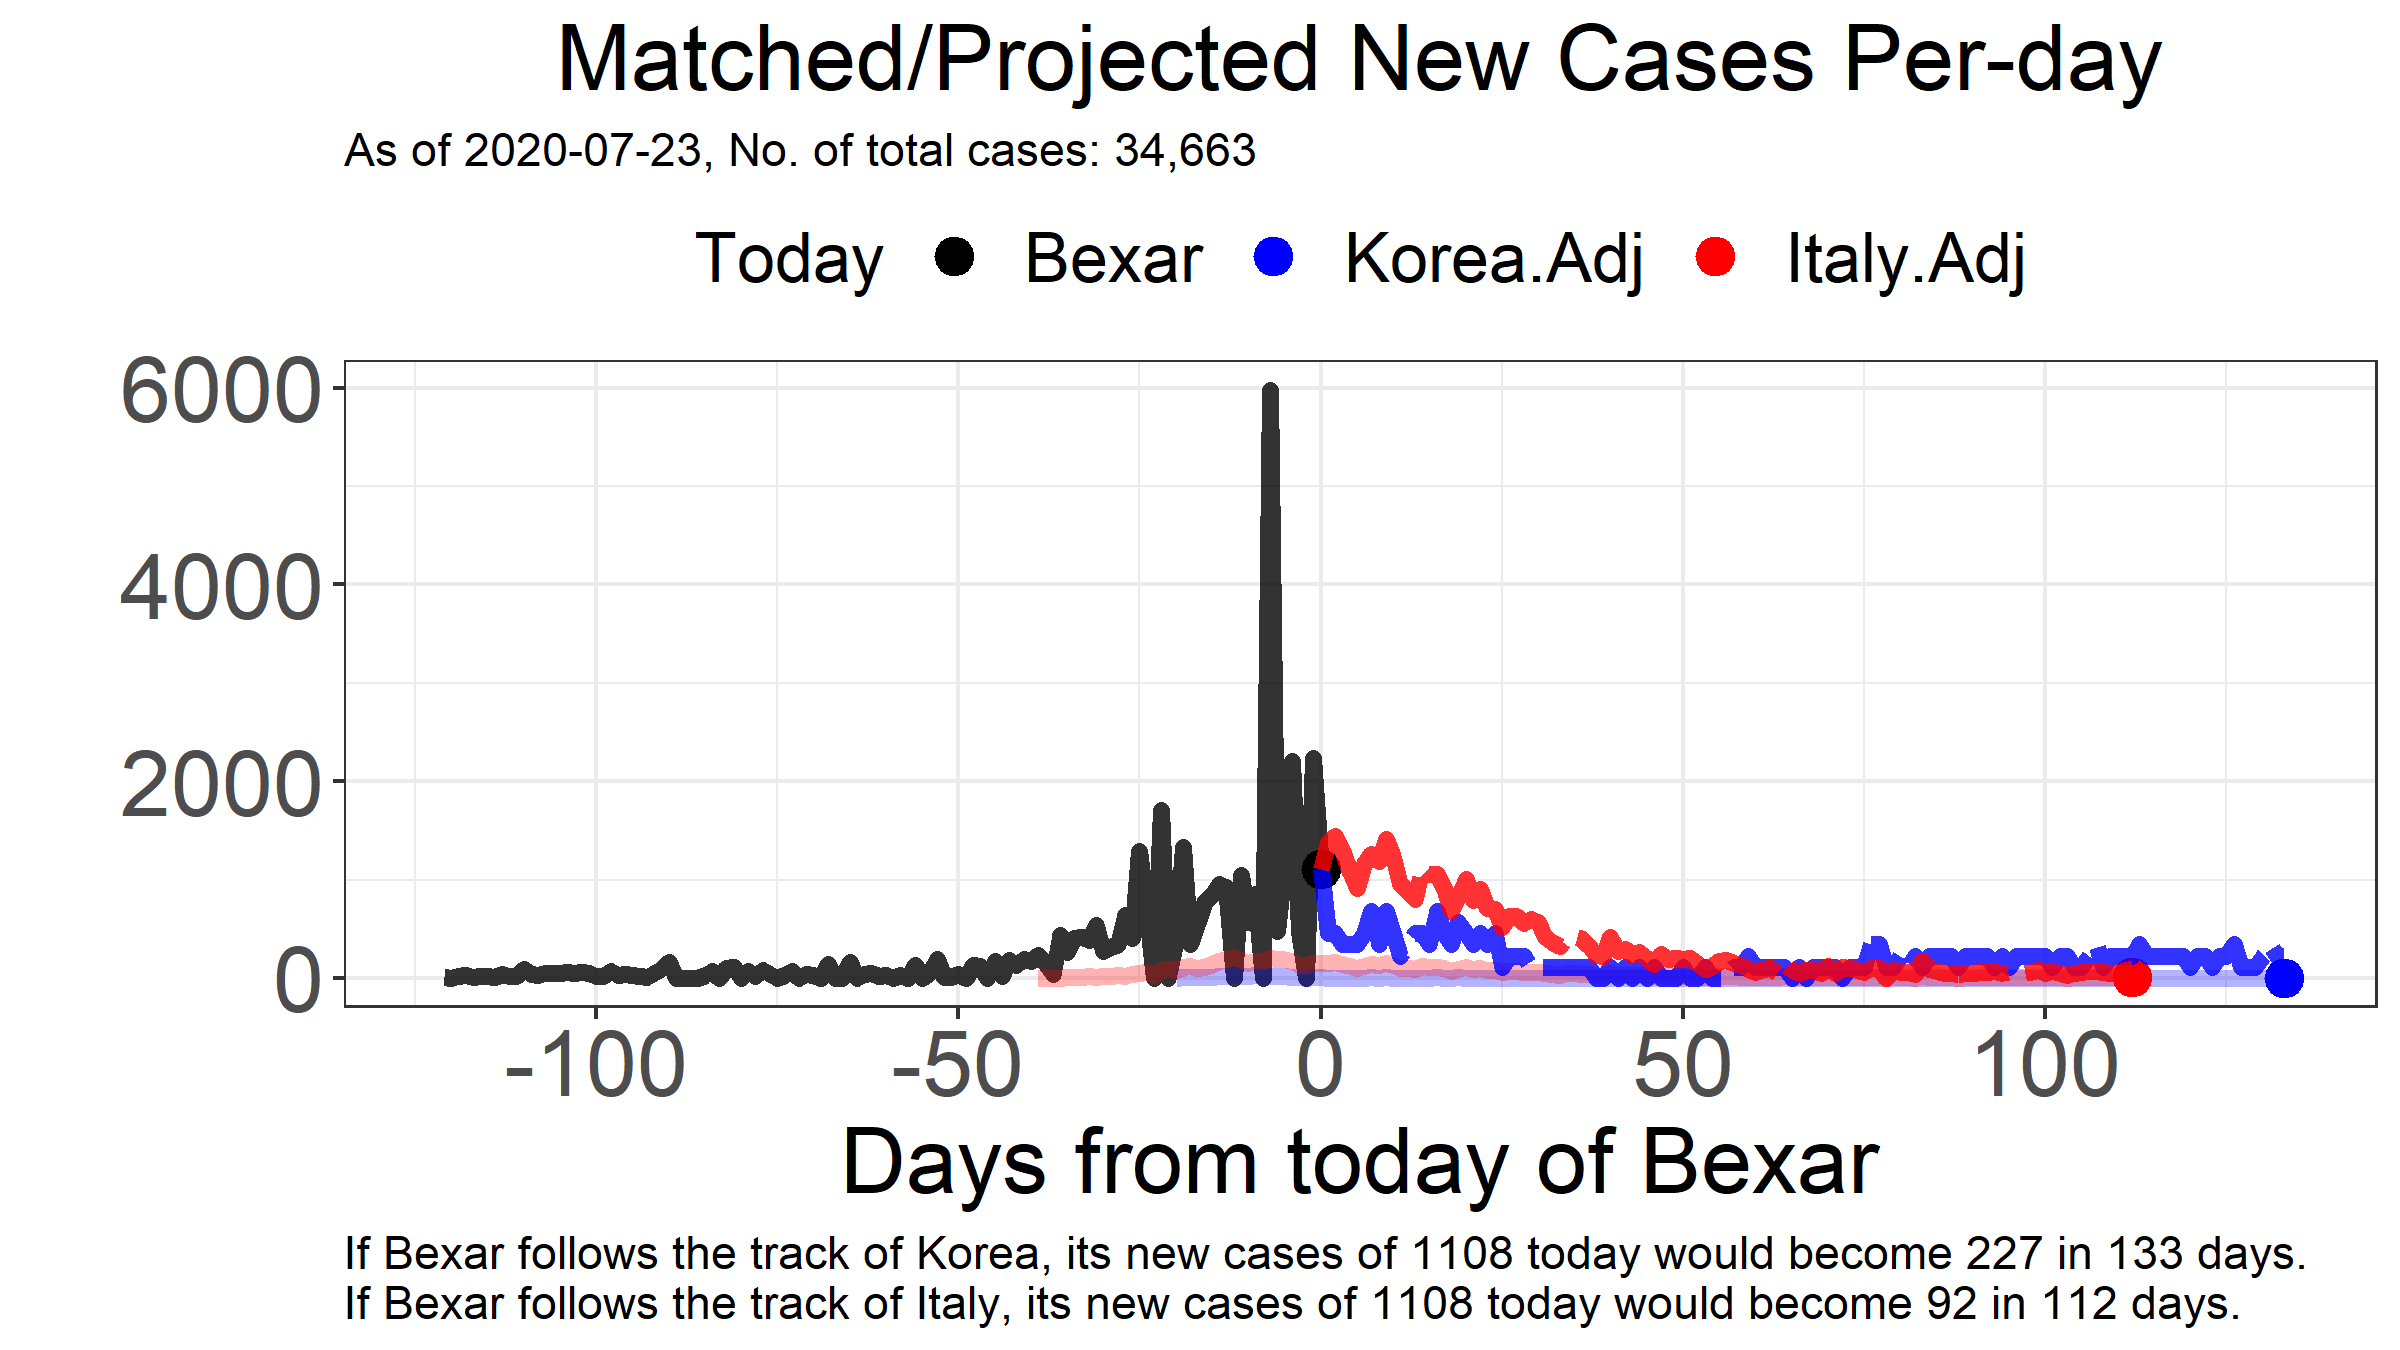 Matched/Projected New Cases Per-day
As of 2020-07-23, No. of total cases: 34,663
Today Bexar Korea.Adj Italy.Adj
6000
4000
2000
0
-100 -50 0 50 100
Days from today of Bexar
If Bexar follows the track of Korea, its new cases of 1108 today would become 227 in 133 days.
If Bexar follows the track of Italy, its new cases of 1108 today would become 92 in 112 days.